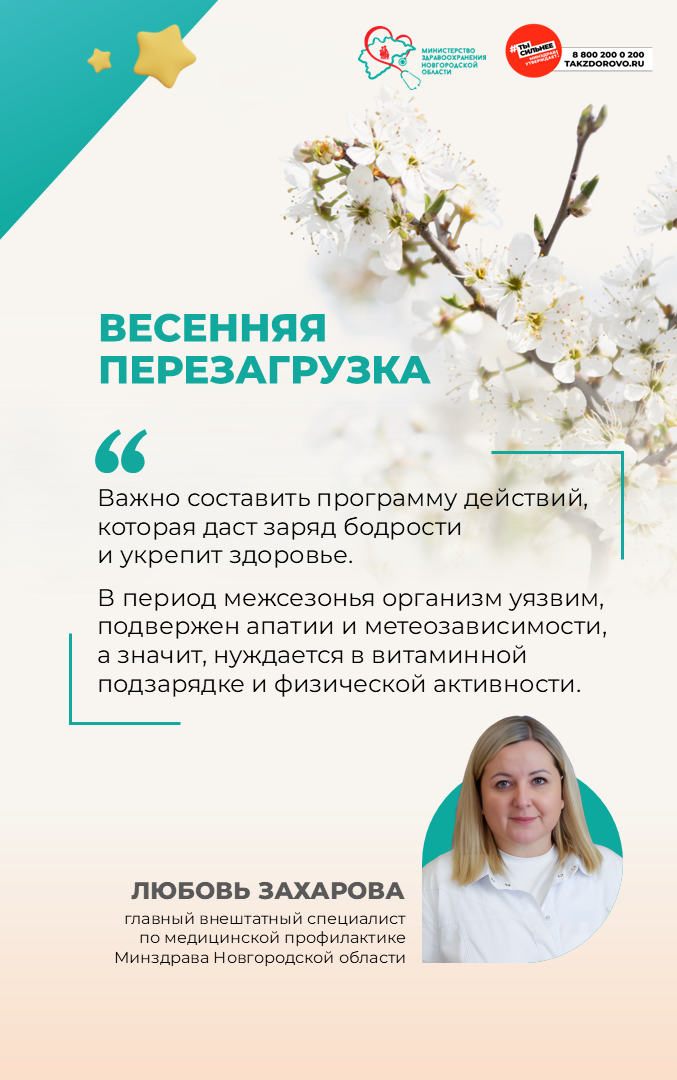 МИНИСТЕРСТВО
ЗДРАВООХРАНЕНИЯ
НОВГОРОДСКОЙ
ОБЛАСТИ
#ТЫ
СИЛЬНЕЕ
МИНЗДРАВ
УТВЕРЖДАЕТ!
8 800 200 0 200
TAKZDOROVO.RU
ВЕСЕННЯЯ
ПЕРЕЗАГРУЗКА
“
Важно составить программу действий,
которая даст заряд бодрости
и укрепит здоровье.
В период межсезонья организм уязвим,
подвержен апатии и метеозависимости,
а значит, нуждается в витаминной
подзарядке и физической активности.
ЛЮБОВЬ ЗАХАРОВА
главный внештатный специалист
по медицинской профилактике
Минздрава Новгородской области